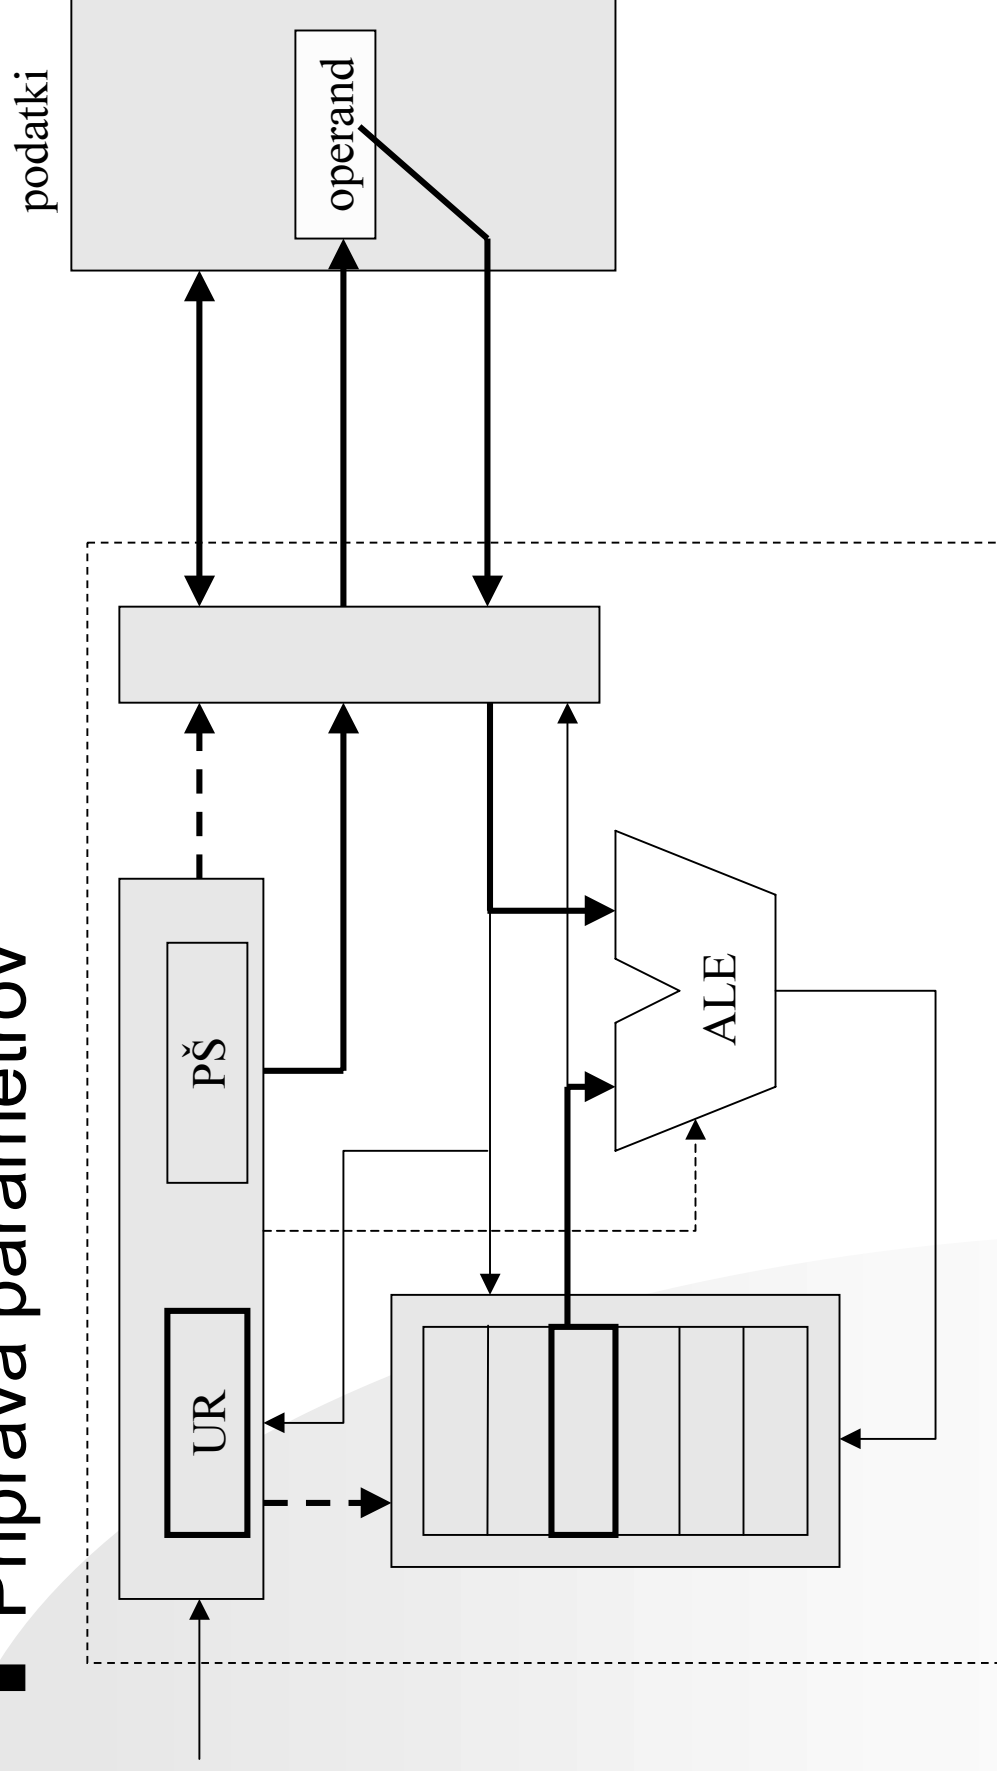 ■ Priprava parametrov
podatki
UR
PŠ
operand
ALE